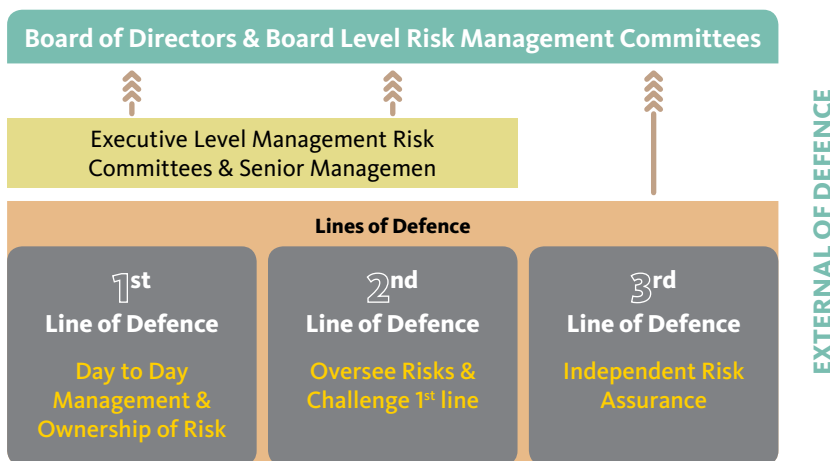 Board of Directors & Board Level Risk Management Committees
Executive Level Management Risk
Committees & Senior Managemen
Lines of Defence
1st
Line of Defence
Day to Day
Management &
Ownership of Risk
2nd
Line of Defence
Oversee Risks &
Challenge 1st line
3rd
Line of Defence
Independent Risk
Assurance
EXTERNAL OF DEFENCE